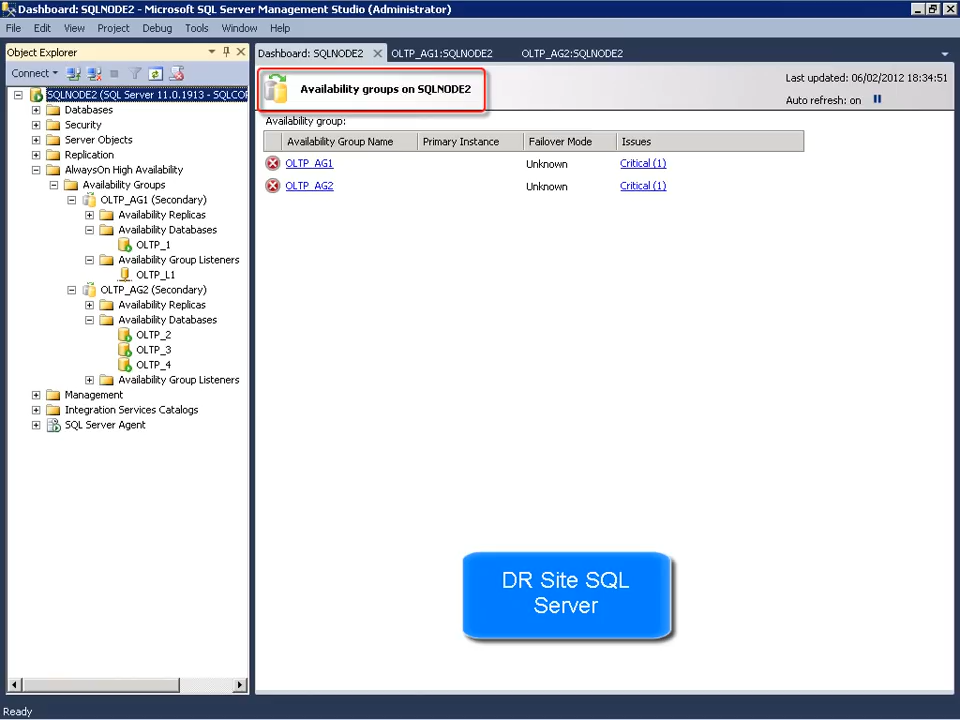 Dashboard: SQLNODE2 - Microsoft SQL Server Management Studio (Administrator)
File Edit View Project Debug Tools Window Help
Object Explorer
Connect
SQLNODE2 (SQL Server 11.0.1913 - SQLCOR
Databases
Security
Server Objects
Replication
AlwaysOn High Availability
Availability Groups
OLTP_AG1 (Secondary)
Availability Replicas
Availability Databases
OLTP_1
Availability Group Listeners
OLTP_L1
OLTP_AG2 (Secondary)
Availability Replicas
Availability Databases
OLTP_2
OLTP_3
OLTP_4
Availability Group Listeners
Management
Integration Services Catalogs
SQL Server Agent
Dashboard: SQLNODE2 OLTP_AG1:SQLNODE2 OLTP_AG2:SQLNODE2
Availability groups on SQLNODE2
Last updated: 06/02/2012 18:34:51
Auto refresh: on
Availability group:
Availability Group Name Primary Instance Failover Mode Issues
OLTP_AG1 Unknown Critical (1)
OLTP_AG2 Unknown Critical (1)
DR Site SQL
Server
Ready